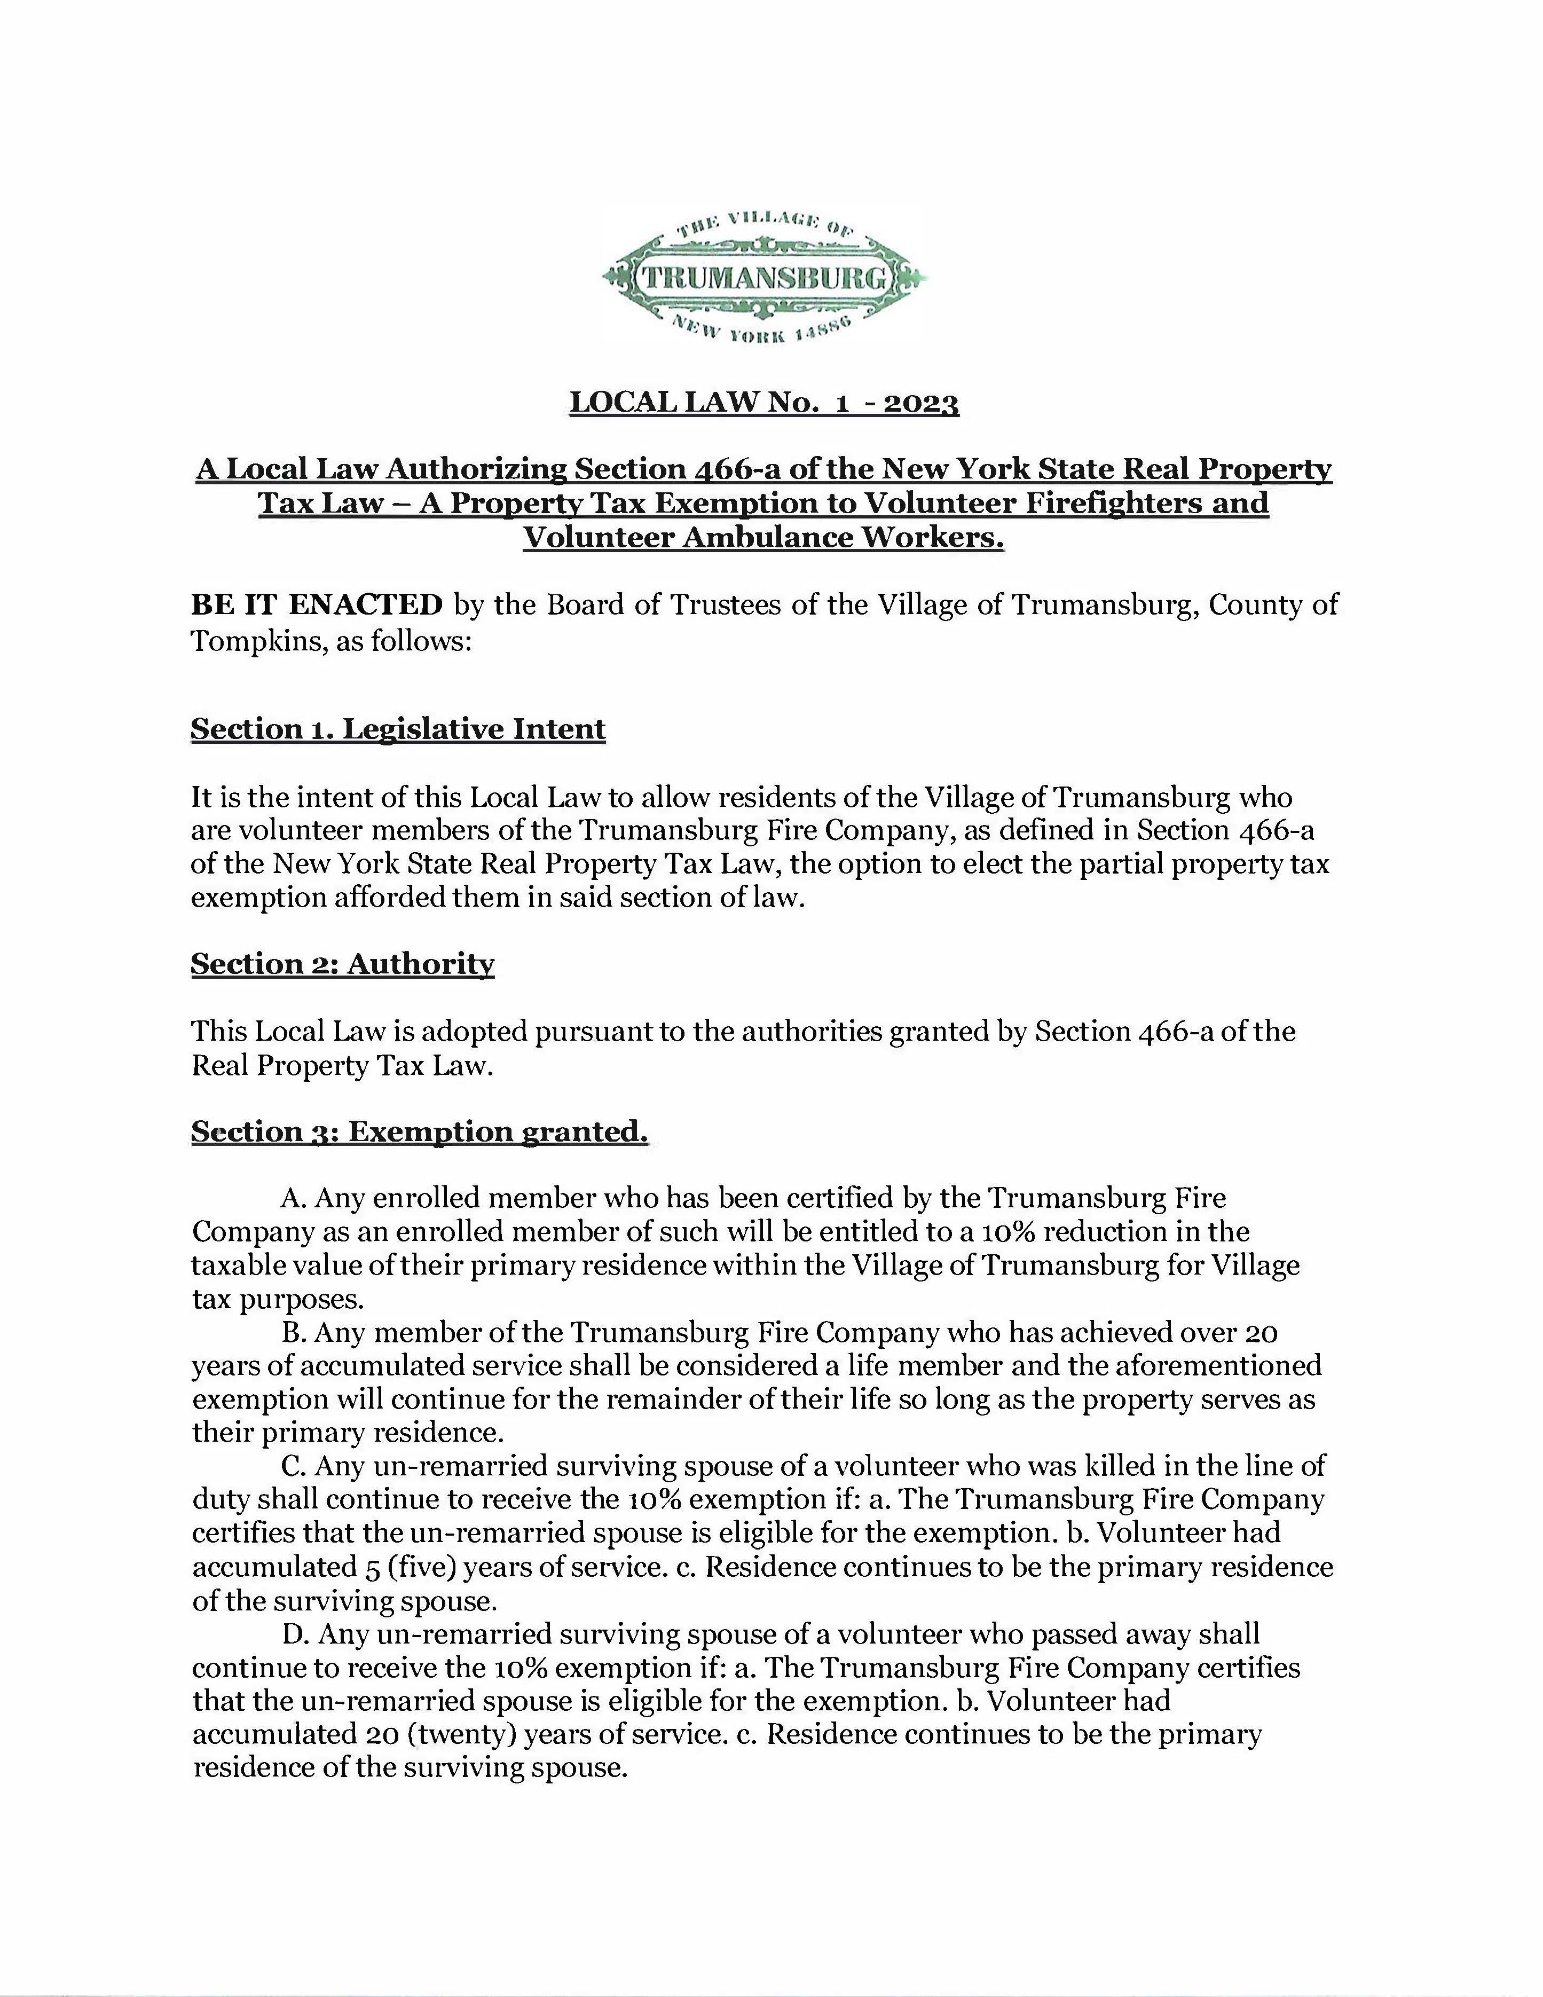 THE VILLAGE OF
TRUMANSBURG
NEW YORK 14886
LOCAL LAW No. 1 - 2023
A Local Law Authorizing Section 466-a of the New York State Real Property
Tax Law – A Property Tax Exemption to Volunteer Firefighters and
Volunteer Ambulance Workers.
BE IT ENACTED by the Board of Trustees of the Village of Trumansburg, County of
Tompkins, as follows:
Section 1. Legislative Intent
It is the intent of this Local Law to allow residents of the Village of Trumansburg who
are volunteer members of the Trumansburg Fire Company, as defined in Section 466-a
of the New York State Real Property Tax Law, the option to elect the partial property tax
exemption afforded them in said section of law.
Section 2: Authority
This Local Law is adopted pursuant to the authorities granted by Section 466-a of the
Real Property Tax Law.
Section 3: Exemption granted.
A. Any enrolled member who has been certified by the Trumansburg Fire
Company as an enrolled member of such will be entitled to a 10% reduction in the
taxable value of their primary residence within the Village of Trumansburg for Village
tax purposes.
B. Any member of the Trumansburg Fire Company who has achieved over 20
years of accumulated service shall be considered a life member and the aforementioned
exemption will continue for the remainder of their life so long as the property serves as
their primary residence.
C. Any un-remarried surviving spouse of a volunteer who was killed in the line of
duty shall continue to receive the 10% exemption if: a. The Trumansburg Fire Company
certifies that the un-remarried spouse is eligible for the exemption. b. Volunteer had
accumulated 5 (five) years of service. c. Residence continues to be the primary residence
of the surviving spouse.
D. Any un-remarried surviving spouse of a volunteer who passed away shall
continue to receive the 10% exemption if: a. The Trumansburg Fire Company certifies
that the un-remarried spouse is eligible for the exemption. b. Volunteer had
accumulated 20 (twenty) years of service. c. Residence continues to be the primary
residence of the surviving spouse.